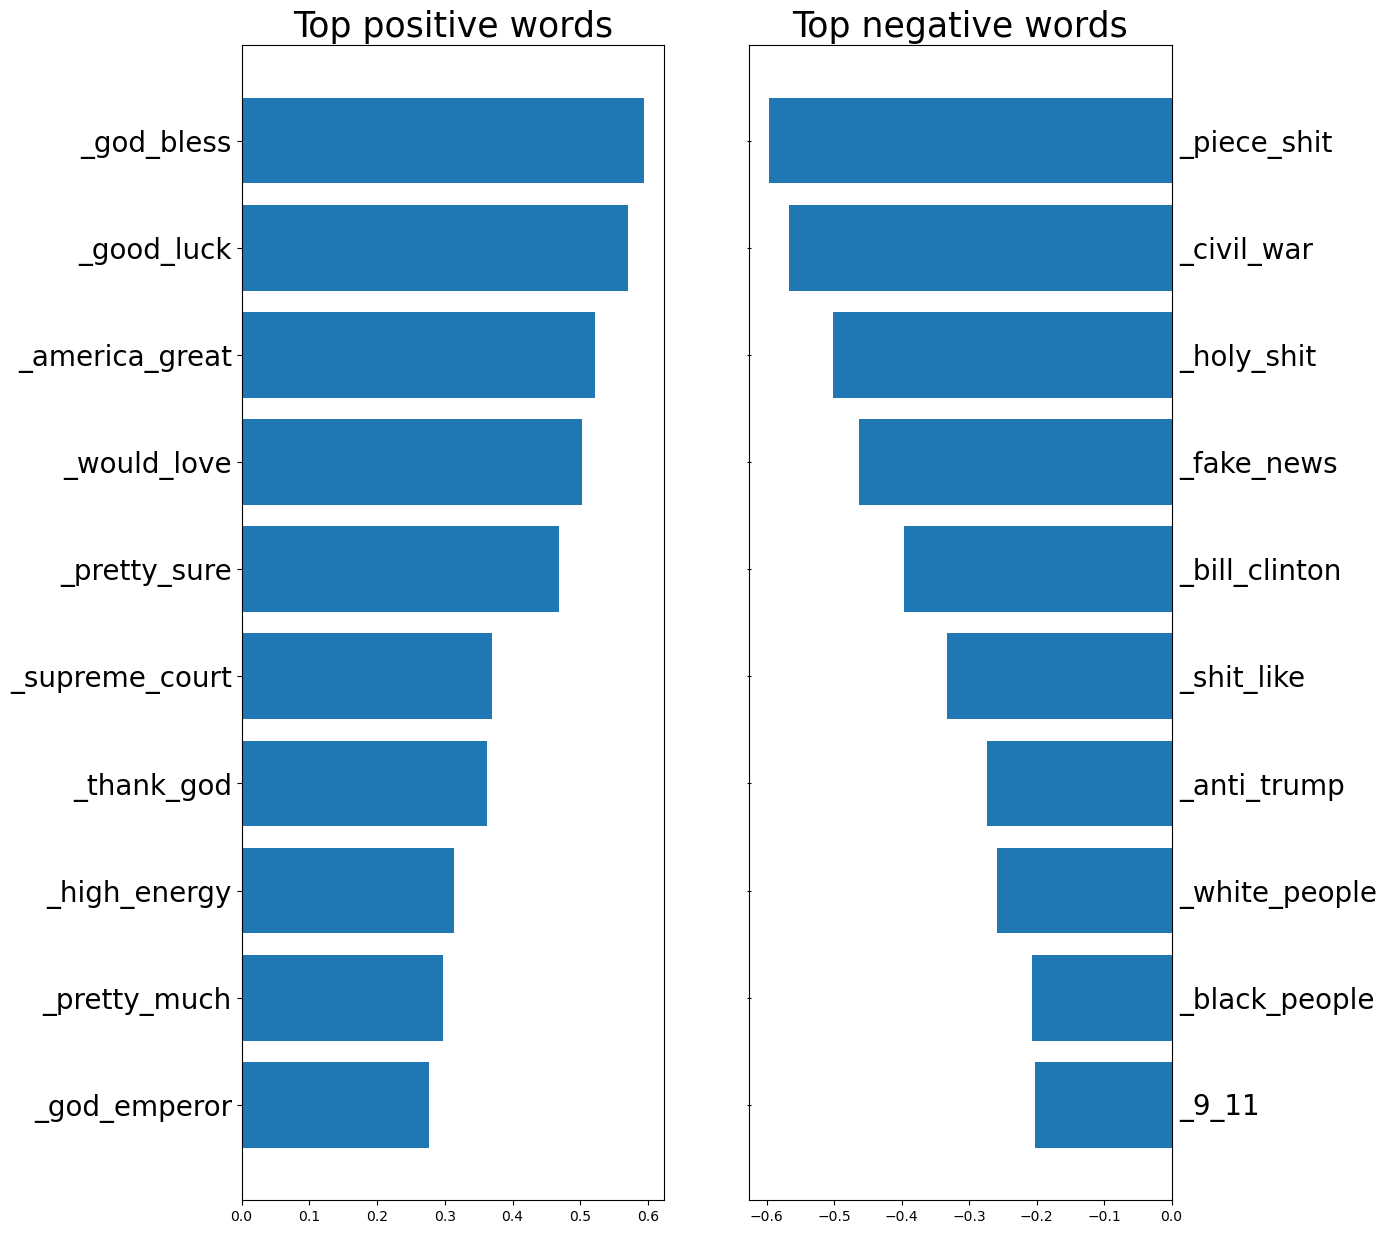 Top positive words
_god_bless
_good_luck
_america_great
_would_love
_pretty_sure
_supreme_court
_thank_god
_high_energy
_pretty_much
_god_emperor
0.0 0.1 0.2 0.3 0.4 0.5 0.6
Top negative words
_piece_shit
_civil_war
_holy_shit
_fake_news
_bill_clinton
_shit_like
_anti_trump
_white_people
_black_people
_9_11
−0.6 −0.5 −0.4 −0.3 −0.2 −0.1 0.0